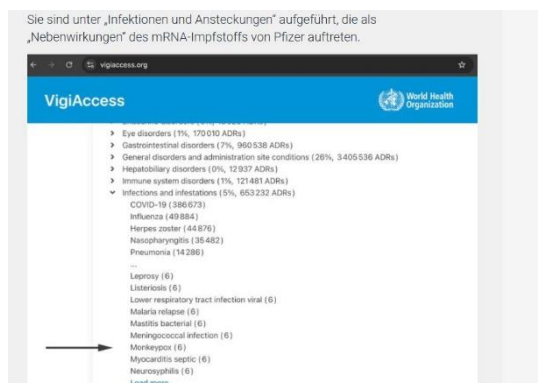 Sie sind unter „Infektionen und Ansteckungen" aufgeführt, die als
„Nebenwirkungen" des mRNA-Impfstoffs von Pfizer auftreten.
vigiaccess.org
VigiAccess
World Health
Organization
> Eye disorders (1%, 170010 ADRs)
> Gastrointestinal disorders (7%, 960538 ADRs)
> General disorders and administration site conditions (26%, 3405536 ADRs)
> Hepatobiliary disorders (0%, 12937 ADRs)
> Immune system disorders (1%, 121481 ADRs)
Infections and infestations (5%, 653232 ADRs)
COVID-19 (386673)
Influenza (49884)
Herpes zoster (44876)
Nasopharyngitis (35482)
Pneumonia (14286)
...
Leprosy (6)
Listeriosis (6)
Lower respiratory tract infection viral (6)
Malaria relapse (6)
Mastitis bacterial (6)
Meningococcal infection (6)
Monkeypox (6)
Myocarditis septic (6)
Neurosyphilis (6)
Load more